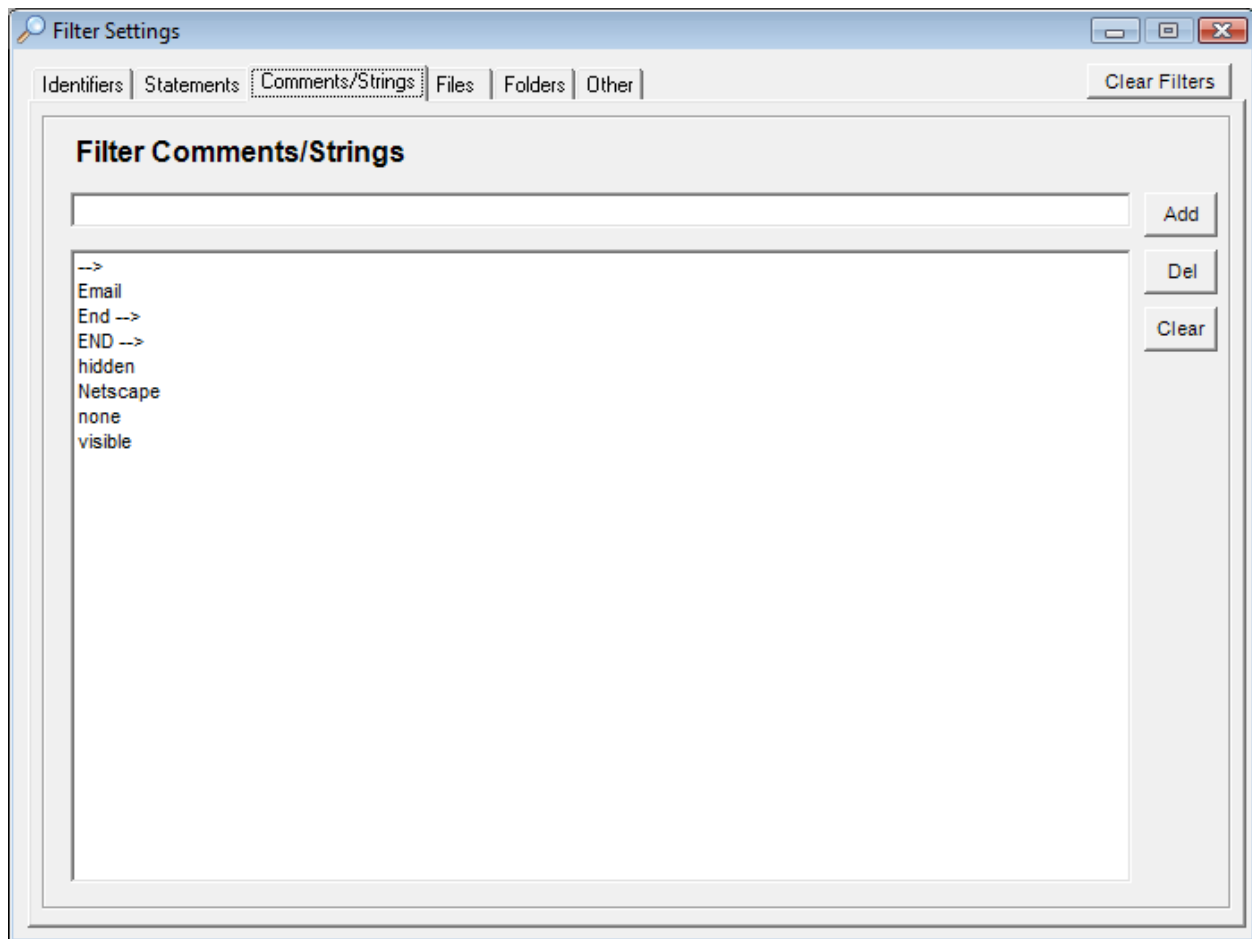 Filter Settings
Identifiers Statements Comments/Strings Files Folders Other Clear Filters
Filter Comments/Strings
Add
-->
Del
Email
End -->
Clear
END -->
hidden
Netscape
none
visible